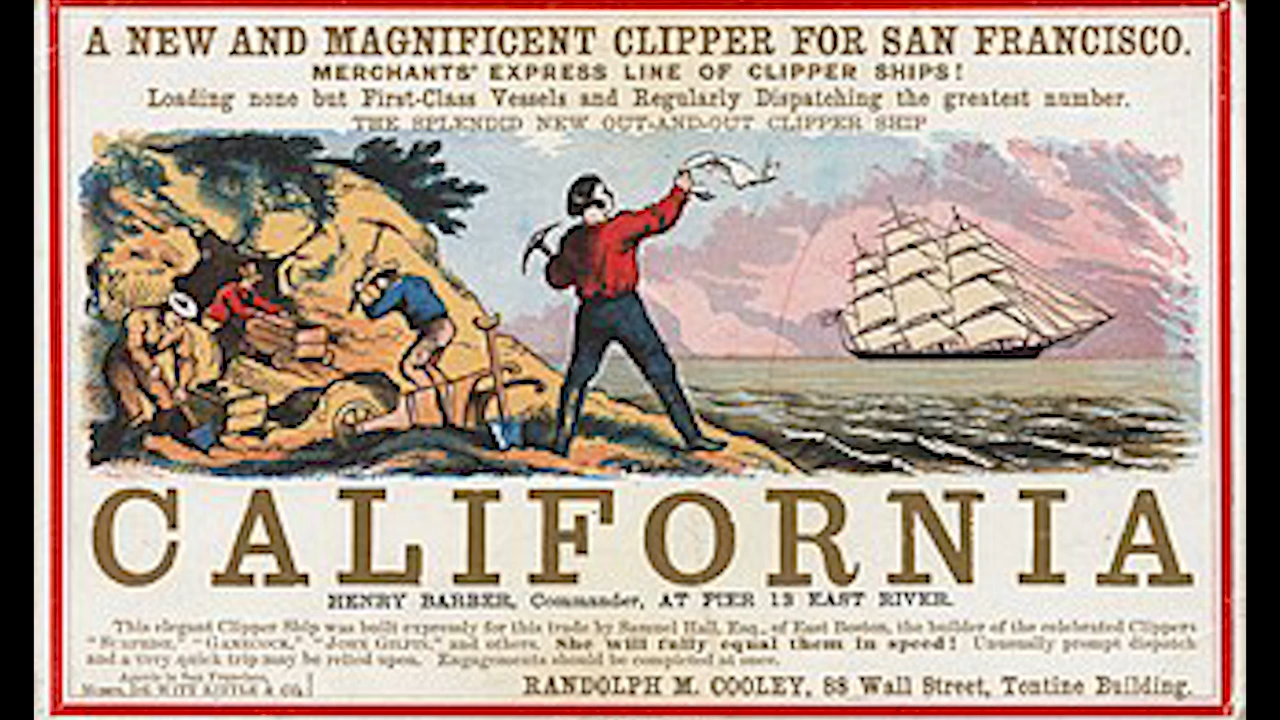 A NEW AND MAGNIFICENT CLIPPER FOR SAN FRANCISCO.
MERCHANTS' EXPRESS LINE OF CLIPPER SHIPS!
Loading none but First-Class Vessels and Regularly Dispatching the greatest number.
THE SPLENDID NEW OUT-AND-OUT CLIPPER SHIP
CALIFORNIA
HENRY BARBER, Commander, AT PIER 13 EAST RIVER.
This elegant Clipper Ship was built expressly for this trade by Samuel Hall, Esq., of East Boston, the builder of the celebrated Clippers
"SURPRISE," "GAMECOCK," "JOHN GILPIN," and others. She will fully equal them in speed! Unusually prompt dispatch
and a very quick trip may be relied upon. Engagements should be completed at once.
Agents in San Francisco,
RANDOLPH M. COOLEY, 88 Wall Street, Tontine Building.